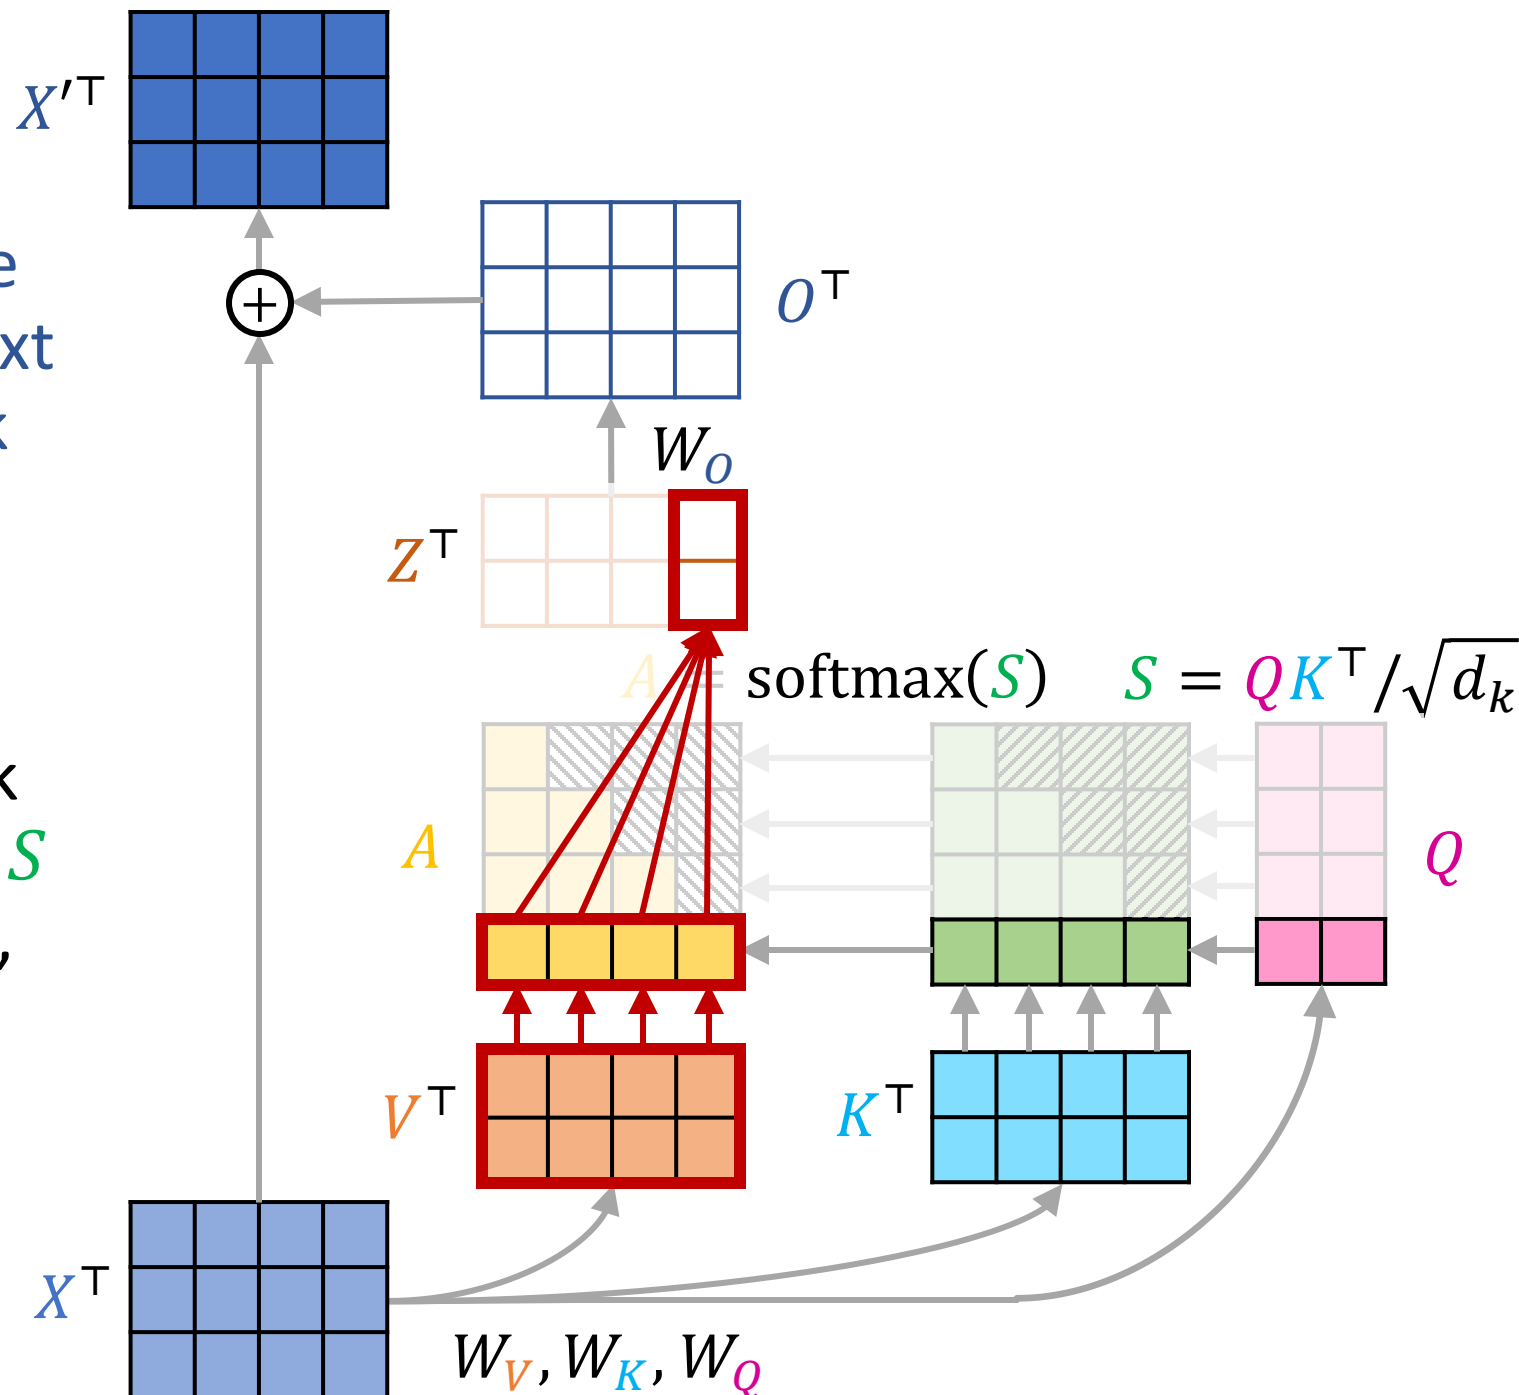 X′⊤
e
xt
k
+
O⊤
W_O
Z⊤
A = softmax(S) S = QK⊤/√d_k
k
S
,
A
Q
V⊤
K⊤
X⊤
W_V, W_K, W_Q